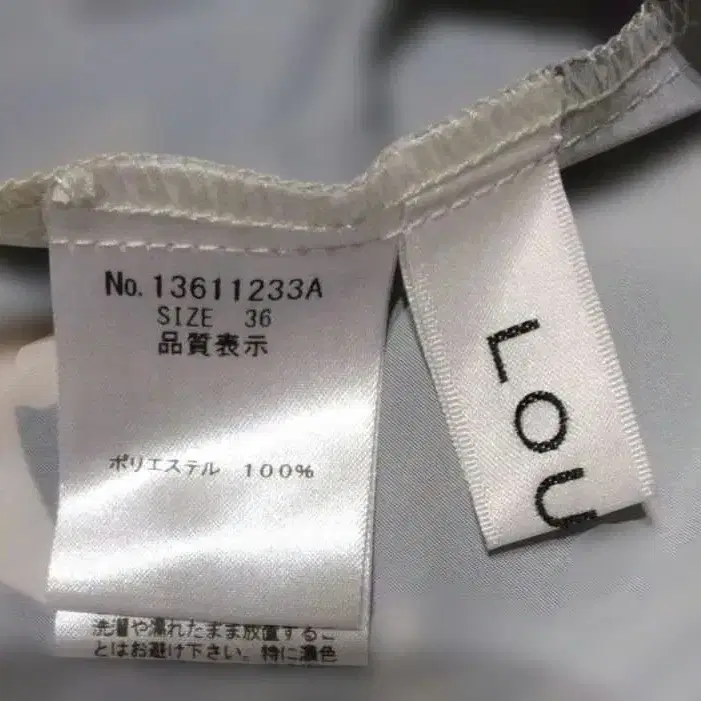 No. 13611233A
SIZE 36
品質表示
ポリエステル 100%
洗濯や濡れたまま放置するこ
とはお避け下さい。特に濃色
LOU